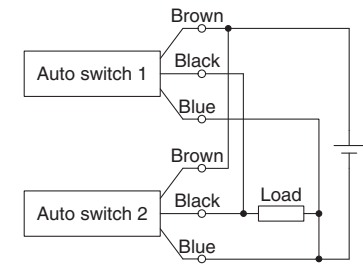 Brown
Auto switch 1
Black
Blue
Brown
Auto switch 2
Black
Load
Blue